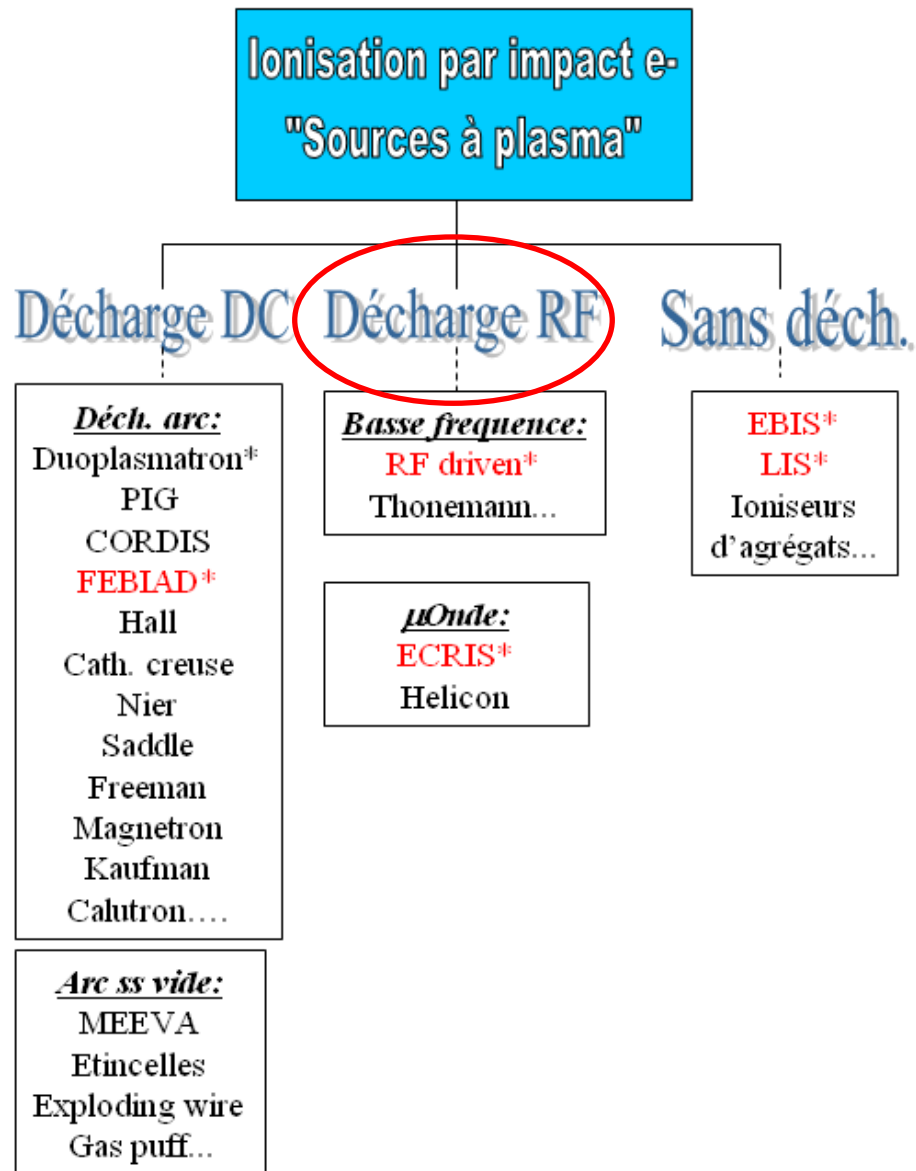 Ionisation par impact e-
"Sources à plasma"
Décharge DC
Déch. arc:
Duoplasmatron*
PIG
CORDIS
FEBIAD*
Hall
Cath. creuse
Nier
Saddle
Freeman
Magnetron
Kaufman
Calutron....
Arc ss vide:
MEEVA
Etincelles
Exploding wire
Gas puff...
Décharge RF
Basse frequence:
RF driven*
Thonemann...
µOnde:
ECRIS*
Helicon
Sans déch.
EBIS*
LIS*
Ioniseurs
d'agrégats...